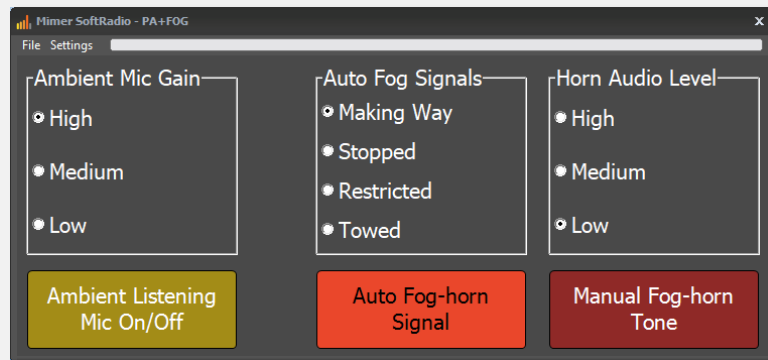 Mimer SoftRadio - PA+FOG
x
File Settings
Ambient Mic Gain
High
Medium
Low
Auto Fog Signals
Making Way
Stopped
Restricted
Towed
Horn Audio Level
High
Medium
Low
Ambient Listening
Mic On/Off
Auto Fog-horn
Signal
Manual Fog-horn
Tone